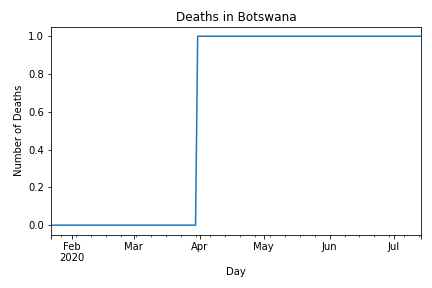 Deaths in Botswana
Number of Deaths
1.0
0.8
0.6
0.4
0.2
0.0
Feb
2020
Mar
Apr
May
Jun
Jul
Day